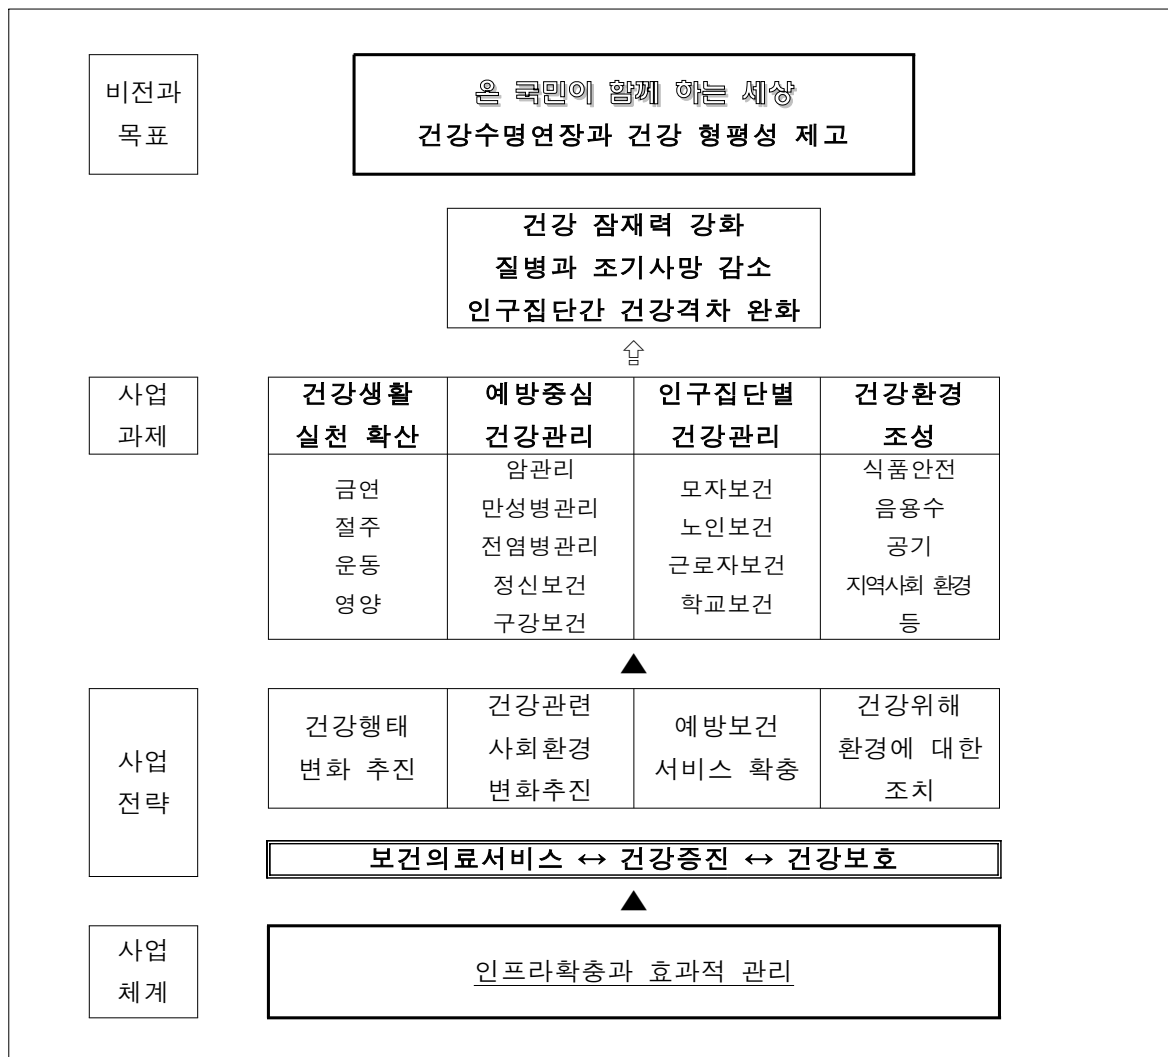 비전과
목표
온 국민이 함께 하는 세상
건강수명연장과 건강 형평성 제고
건강 잠재력 강화
질병과 조기사망 감소
인구집단간 건강격차 완화
⇧
사업
과제
건강생활
실천 확산
예방중심
건강관리
인구집단별
건강관리
건강환경
조성
금연
절주
운동
영양
암관리
만성병관리
전염병관리
정신보건
구강보건
모자보건
노인보건
근로자보건
학교보건
식품안전
음용수
공기
지역사회 환경
등
▲
사업
전략
건강행태
변화 추진
건강관련
사회환경
변화추진
예방보건
서비스 확충
건강위해
환경에 대한
조치
보건의료서비스 ↔ 건강증진 ↔ 건강보호
▲
사업
체계
인프라확충과 효과적 관리